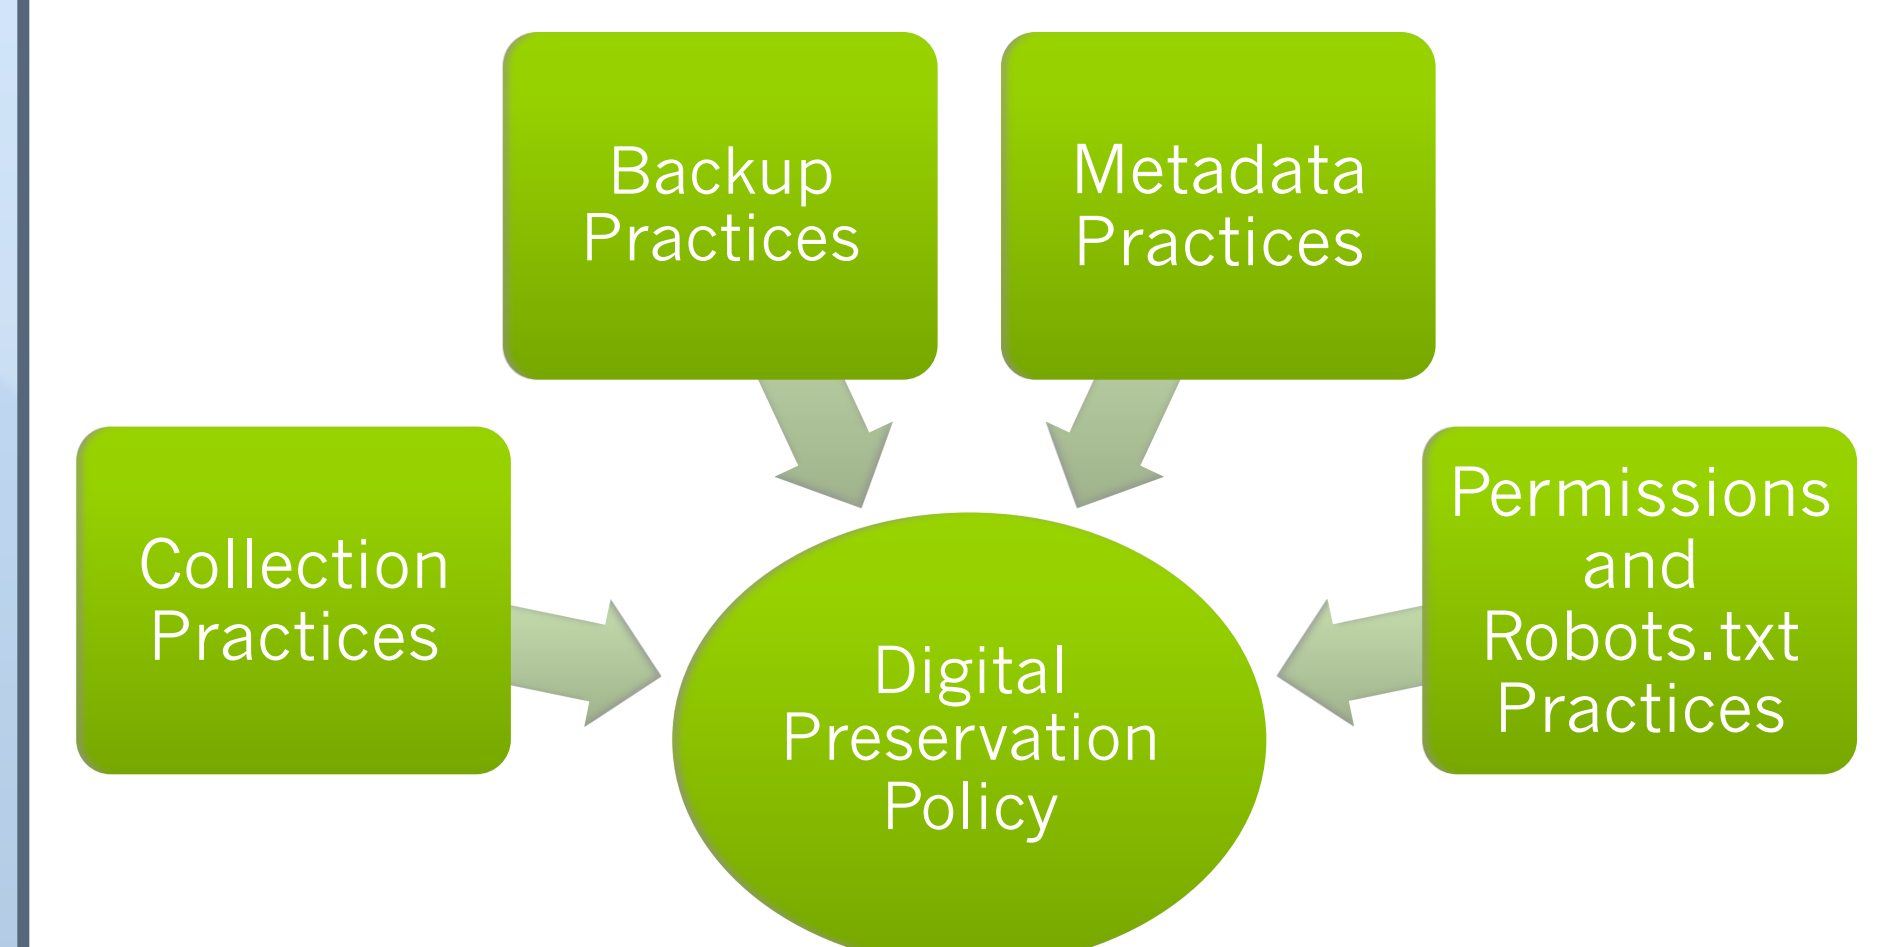 Backup
Practices
Metadata
Practices
Collection
Practices
Permissions
and
Robots.txt
Practices
Digital
Preservation
Policy